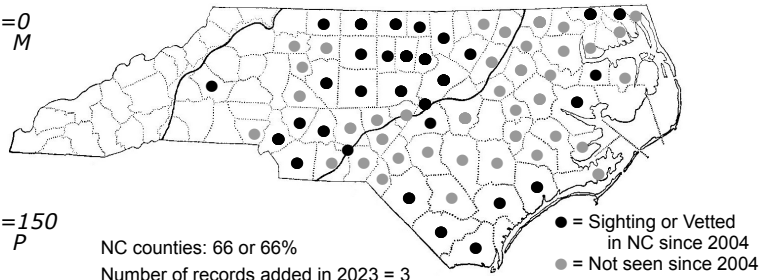 =0
M
=150
P
NC counties: 66 or 66%
Number of records added in 2023 = 3
= Sighting or Vetted
in NC since 2004
= Not seen since 2004